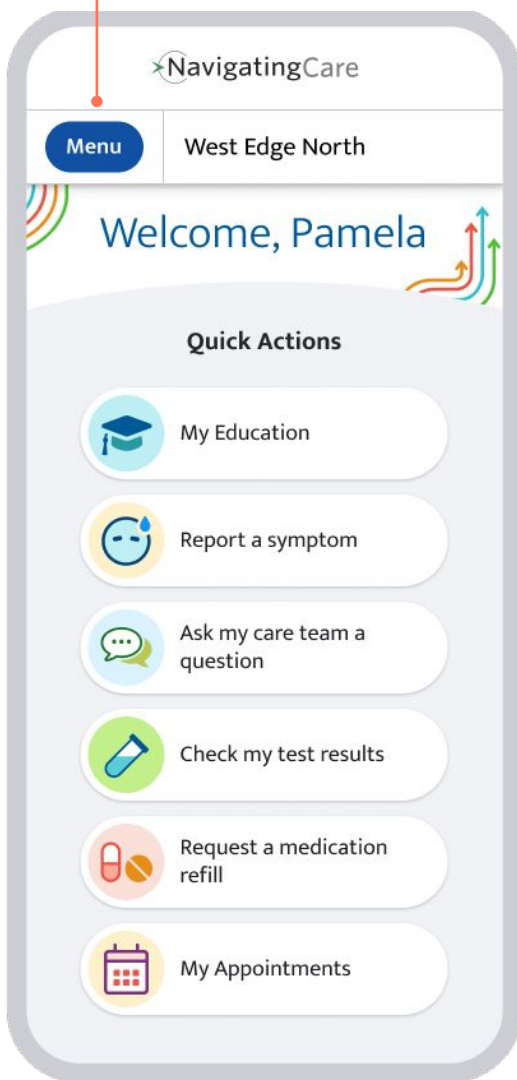 NavigatingCare
Menu
West Edge North
Welcome, Pamela
Quick Actions
My Education
Report a symptom
Ask my care team a
question
Check my test results
Request a medication
refill
My Appointments